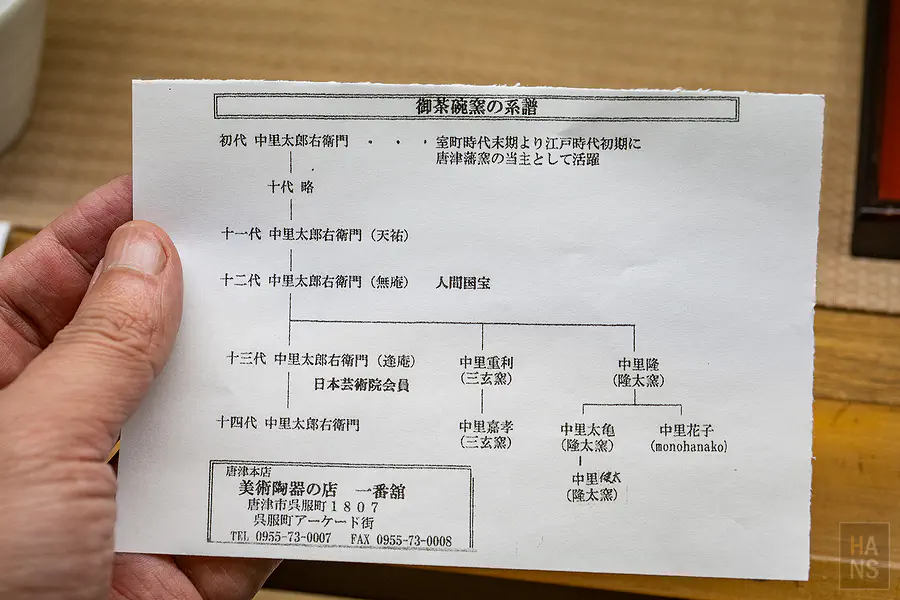 御茶碗窯の系譜
初代 中里太郎右衛門 ・・・室町時代末期より江戸時代初期に
唐津藩窯の当主として活躍
十代 略
十一代 中里太郎右衛門（天祐）
十二代 中里太郎右衛門（無庵） 人間国宝
十三代 中里太郎右衛門（逢庵） 中里重利 中里隆
日本芸術院会員 (三玄窯) (隆太窯)
十四代 中里太郎右衛門 中里嘉孝 中里太亀 中里花子
(三玄窯) (隆太窯) (monohanako)
中里健太
(隆太窯)
唐津本店
美術陶器の店 一番舘
唐津市呉服町１８０７
呉服町アーケード街
TEL 0955-73-0007 FAX 0955-73-0008
HANS